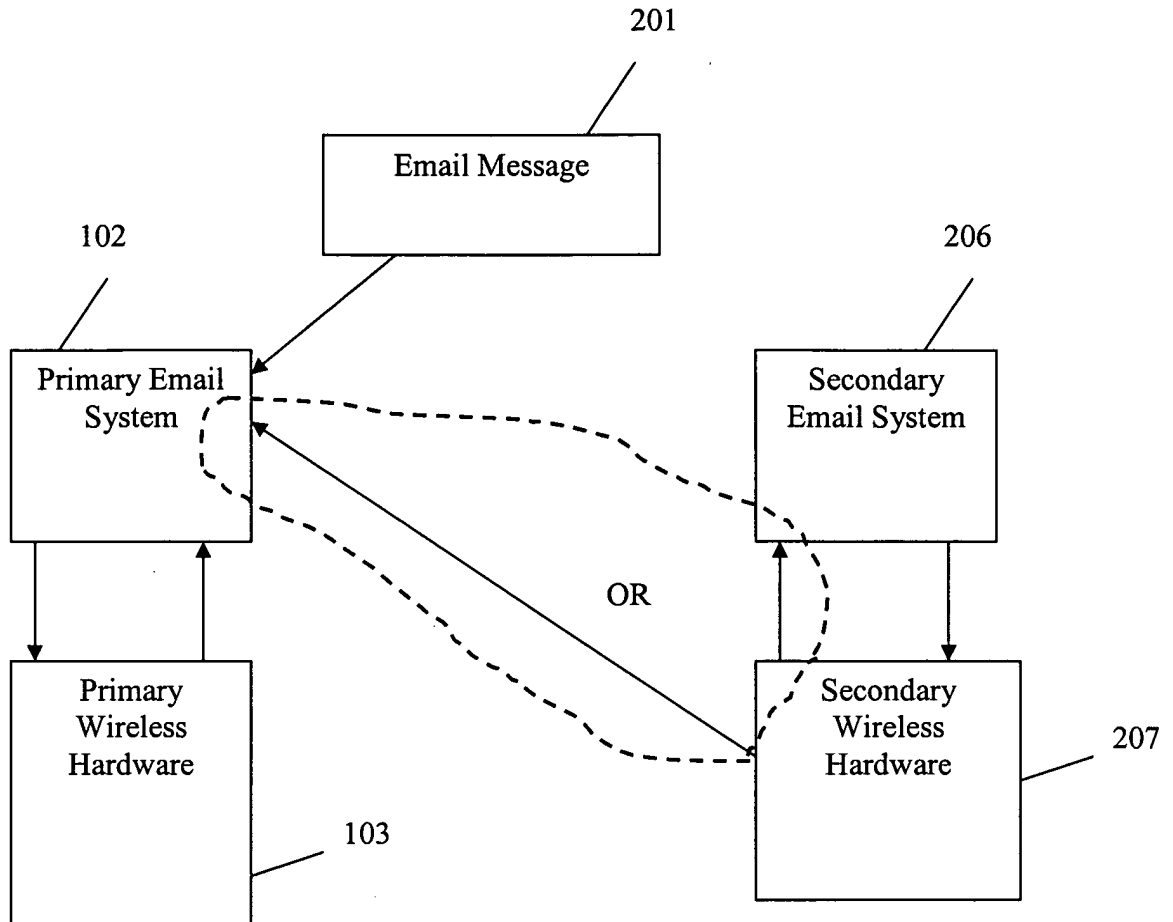 201
Email Message
102
206
Primary Email
System
Secondary
Email System
OR
Primary
Wireless
Hardware
Secondary
Wireless
Hardware
207
103